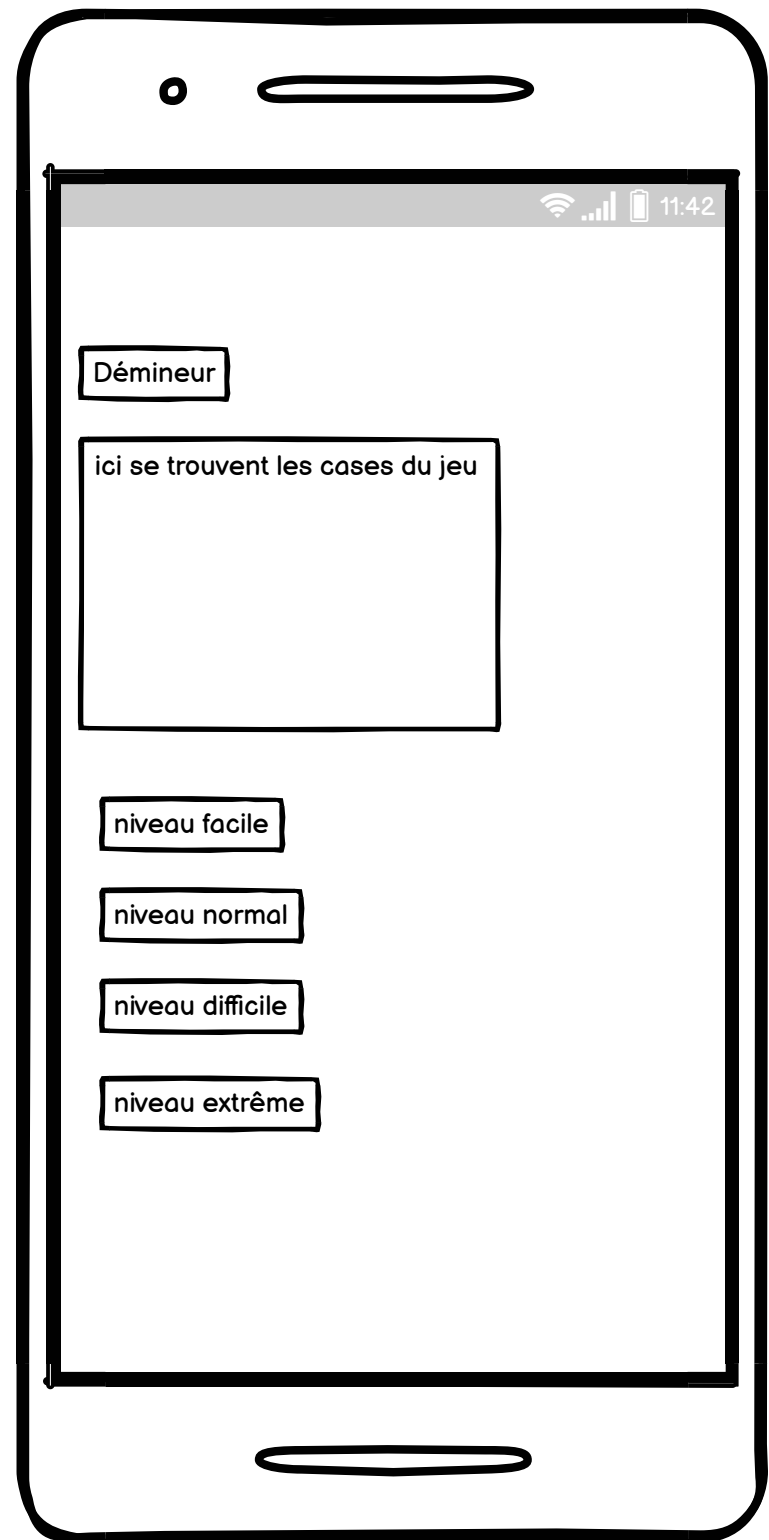 11:42
Démineur
ici se trouvent les cases du jeu
niveau facile
niveau normal
niveau difficile
niveau extrême